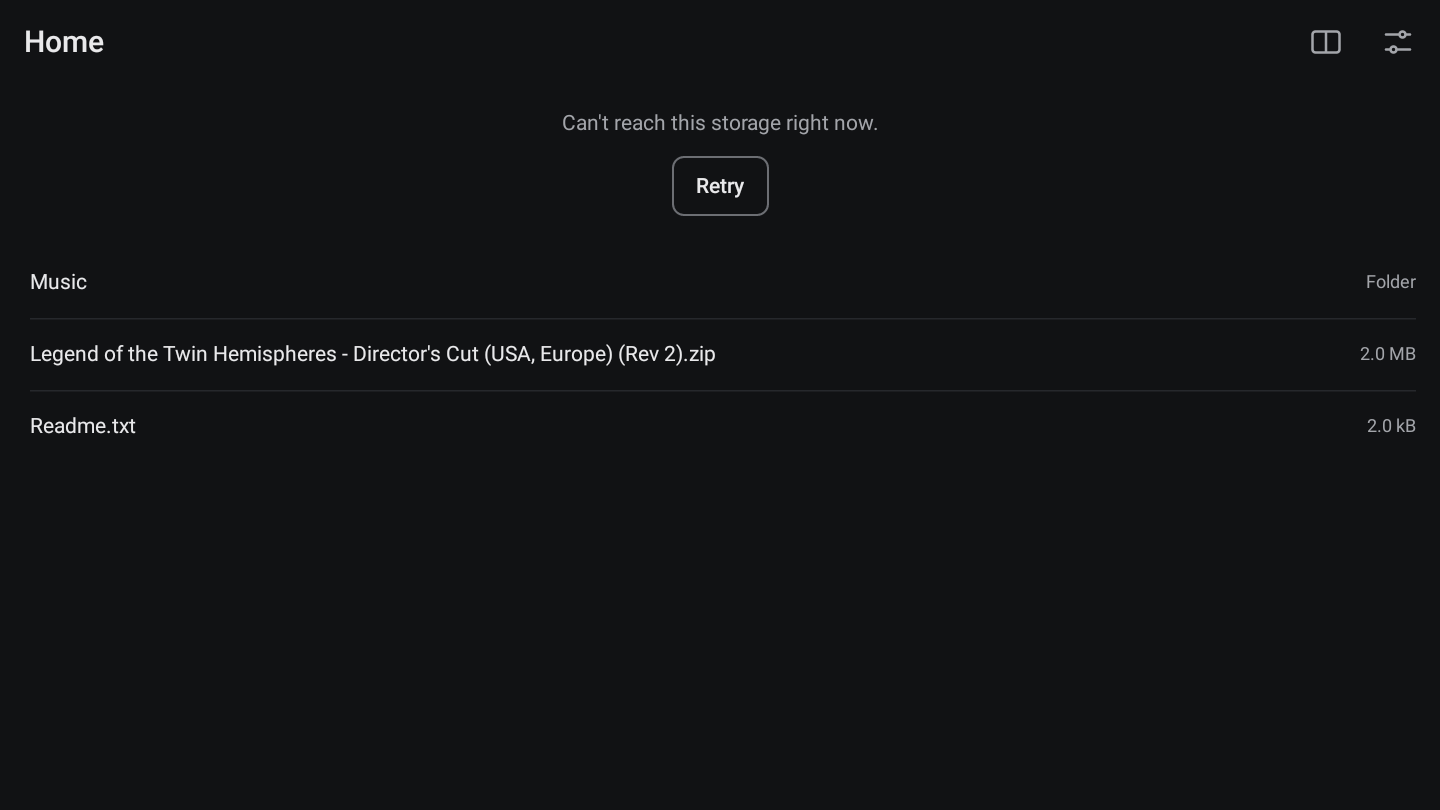 Home
Can't reach this storage right now.
Retry
Music Folder
Legend of the Twin Hemispheres - Director's Cut (USA, Europe) (Rev 2).zip 2.0 MB
Readme.txt 2.0 kB